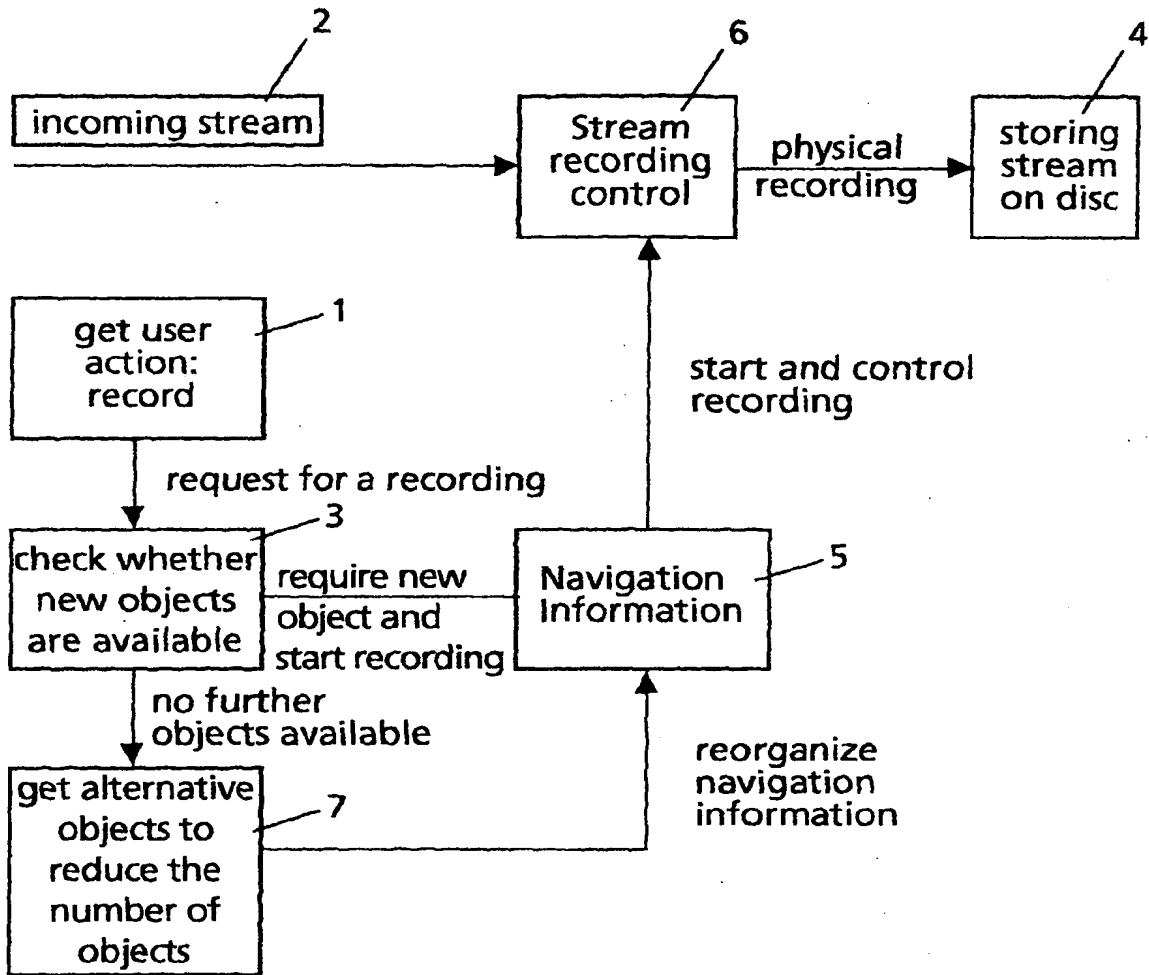 2
6
4
incoming stream
Stream
recording
control
physical
recording
storing
stream
on disc
1
get user
action:
record
start and control
recording
request for a recording
3
check whether
new objects
are available
require new
object and
start recording
Navigation
Information
5
no further
objects available
reorganize
navigation
information
get alternative
objects to
reduce the
number of
objects
7